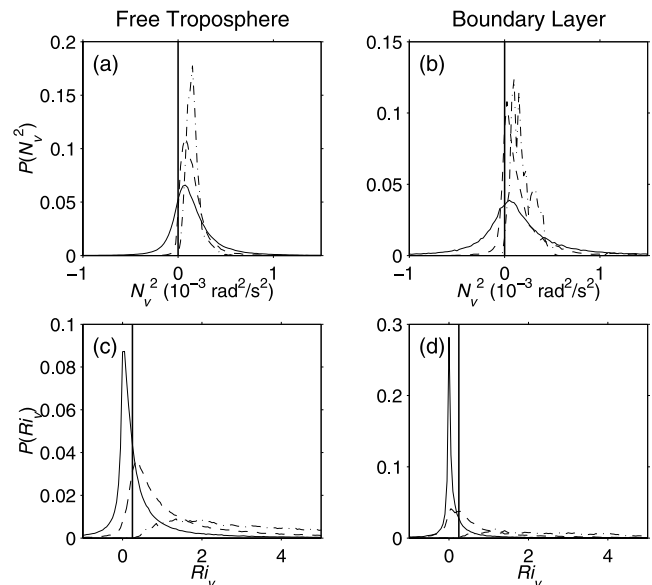 Free Troposphere
Boundary Layer
(a)
(b)
P(N_v^2)
0.2
0.15
0.1
0.05
0
−1
0
1
N_v^2 (10^−3 rad^2/s^2)
0.15
0.1
0.05
0
−1
0
1
N_v^2 (10^−3 rad^2/s^2)
(c)
(d)
P(Ri_v)
0.1
0.08
0.06
0.04
0.02
0
0
2
4
Ri_v
0.3
0.2
0.1
0
0
2
4
Ri_v